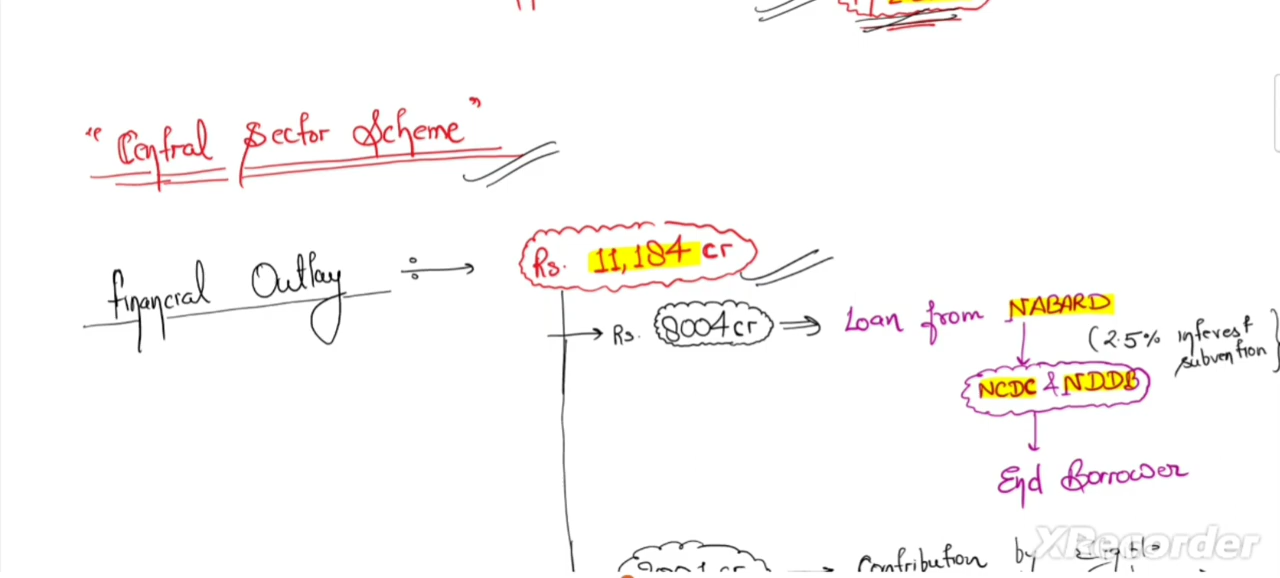 "Central Sector Scheme"
Financial Outlay ÷→ Rs. 11,184 cr
→ Rs. 8004 cr ⇒ Loan from NABARD
(2.5% interest subvention}
↓
NCDC & NDDB
↓
End Borrower
→ Contribution by
XRecorder